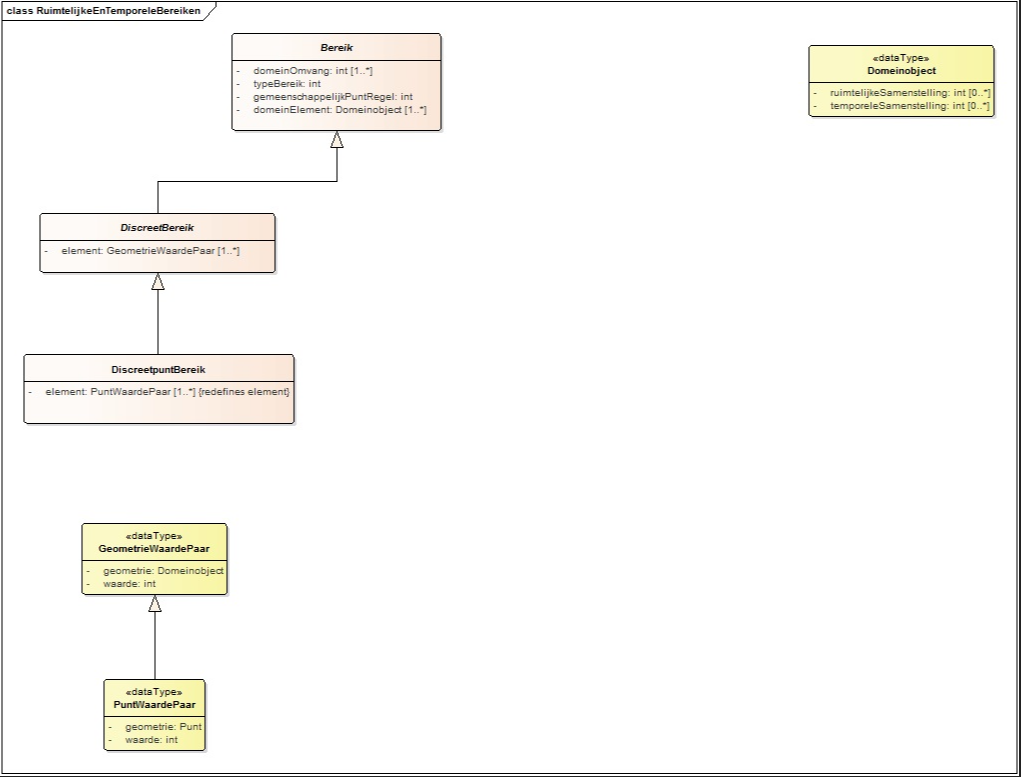 class RuimtelijkeEnTemporeleBereiken
Bereik
- domeinOmvang: int [1..*]
- typeBereik: int
- gemeenschappelijkPuntRegel: int
- domeinElement: Domeinobject [1..*]
«dataType»
Domeinobject
- ruimtelijkeSamenstelling: int [0..*]
- temporeleSamenstelling: int [0..*]
DiscreetBereik
- element: GeometrieWaardePaar [1..*]
DiscreetpuntBereik
- element: PuntWaardePaar [1..*] {redefines element}
«dataType»
GeometrieWaardePaar
- geometrie: Domeinobject
- waarde: int
«dataType»
PuntWaardePaar
- geometrie: Punt
- waarde: int